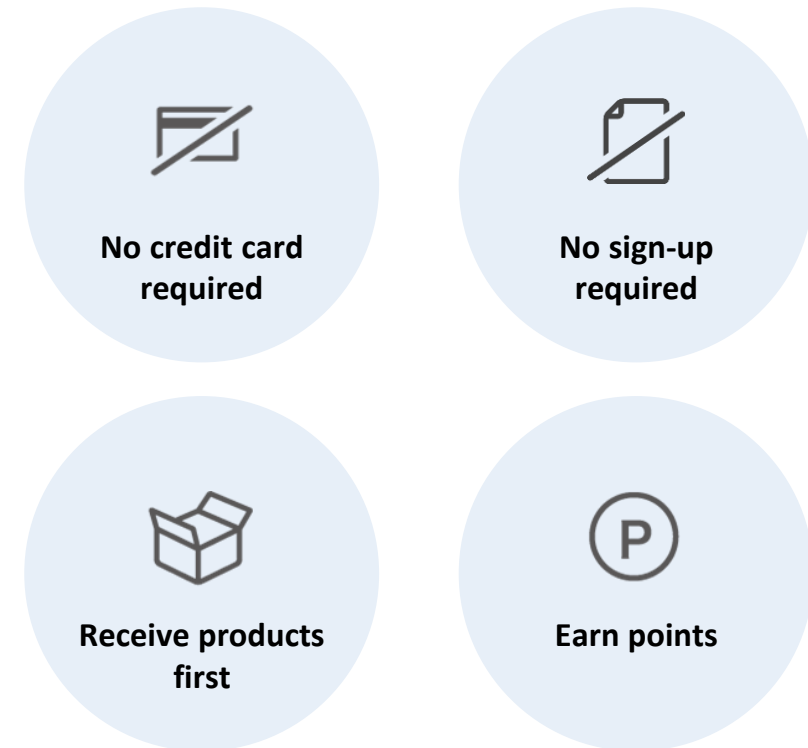 No credit card
required
No sign-up
required
P
Receive products
first
Earn points